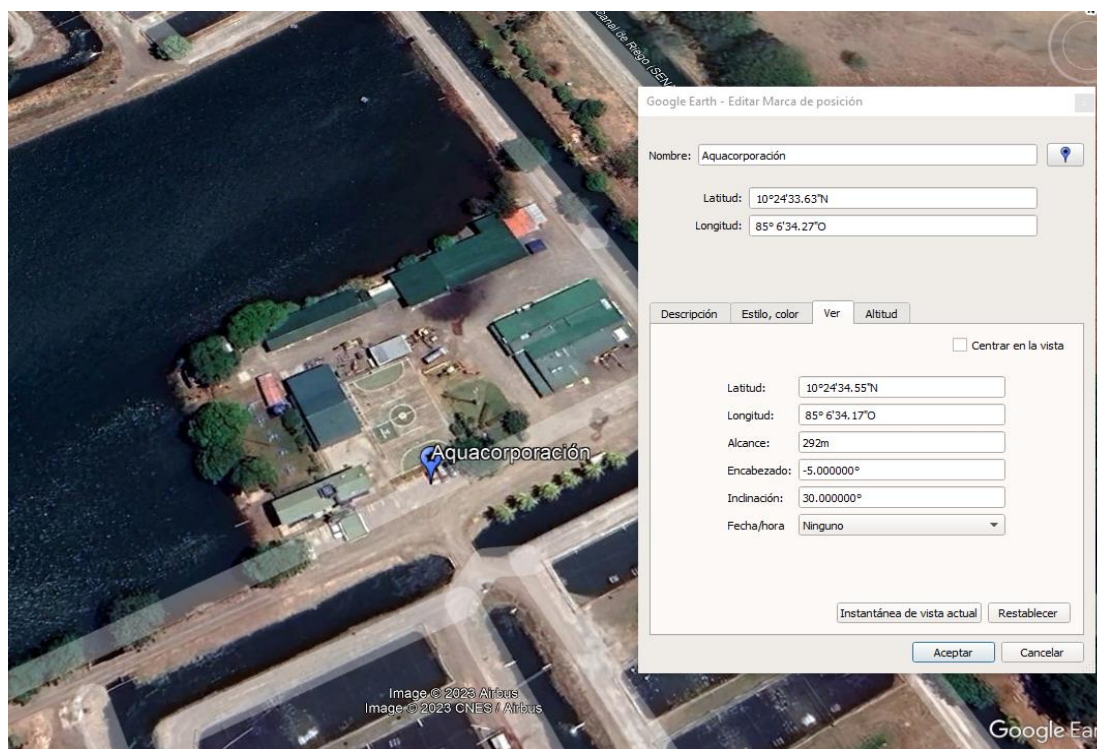 Canal de Riego (SENA
Google Earth - Editar Marca de posición
Nombre: Aquacorporación
Latitud: 10°24'33.63"N
Longitud: 85° 6'34.27"O
Descripción Estilo, color Ver Altitud
Centrar en la vista
Latitud: 10°24'34.55"N
Longitud: 85° 6'34.17"O
Alcance: 292m
Encabezado: -5.000000°
Inclinación: 30.000000°
Fecha/hora Ninguno
Instantánea de vista actual Restablecer
Aceptar Cancelar
Aquacorporación
Image © 2023 Airbus
Image © 2023 CNES / Airbus
Google Ear